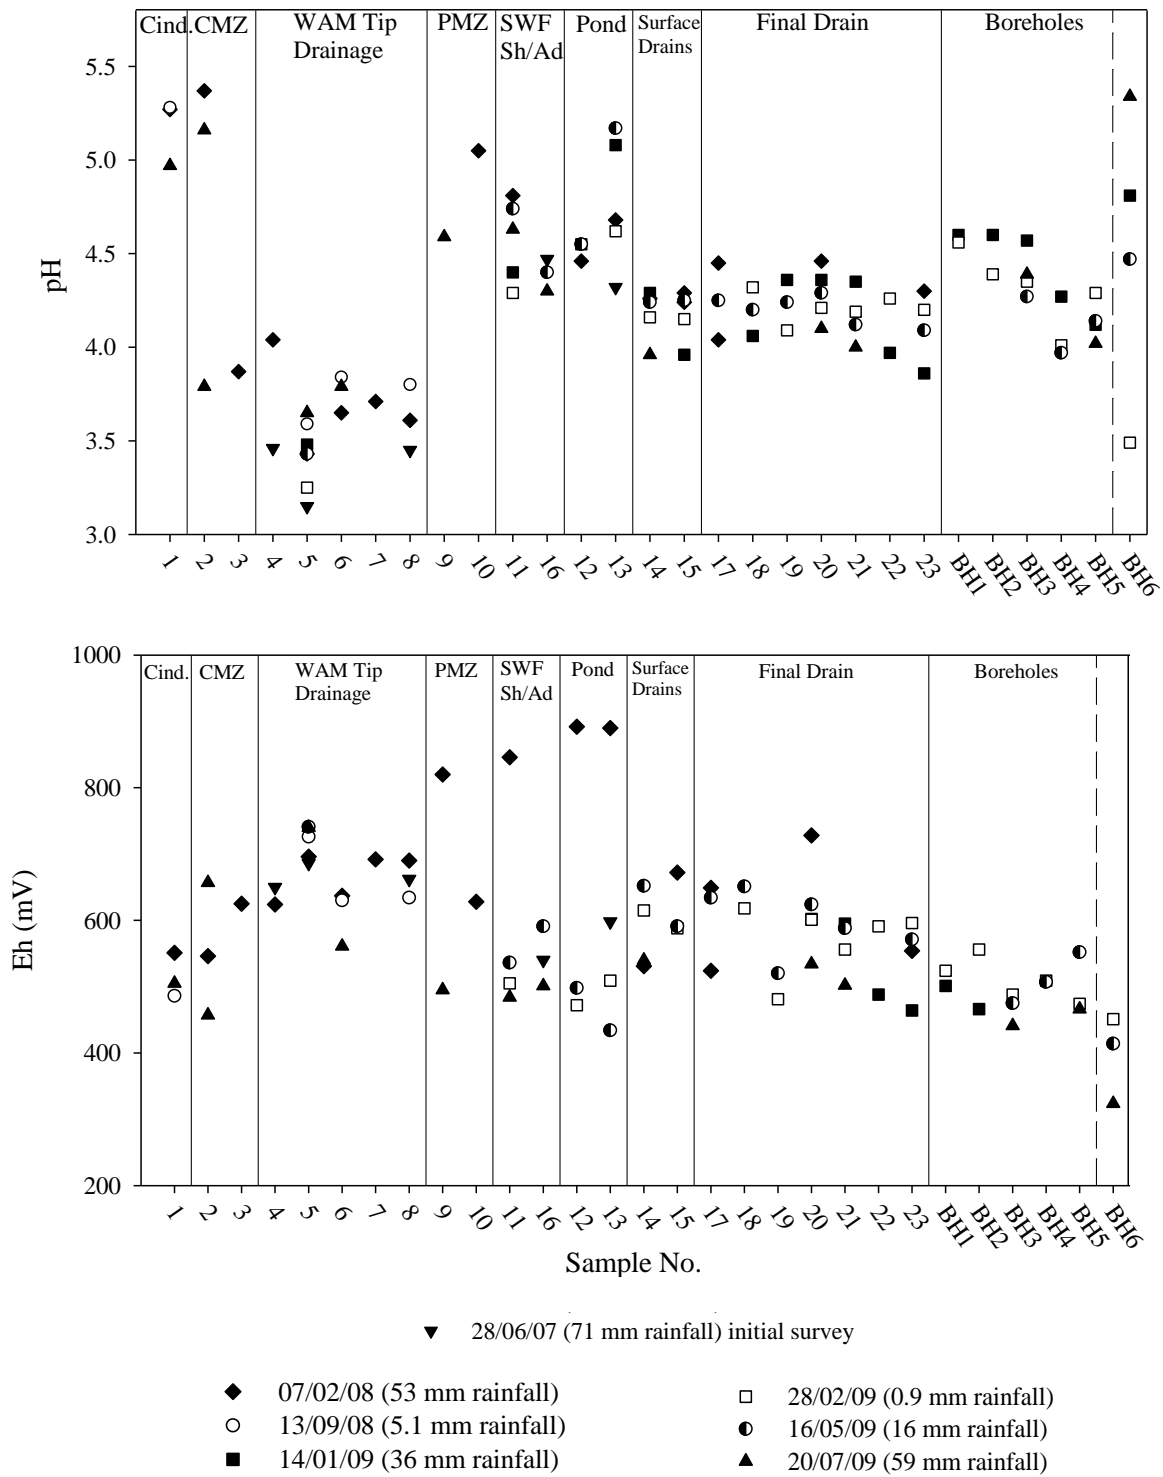 Cind. CMZ WAM Tip Drainage PMZ SWF Sh/Ad Pond Surface Drains Final Drain Boreholes
5.5
5.0
4.5
4.0
3.5
3.0
pH
1 2 3 4 5 6 7 8 9 10 11 16 12 13 14 15 17 18 19 20 21 22 23 BH1 BH2 BH3 BH4 BH5 BH6
Cind. CMZ WAM Tip Drainage PMZ SWF Sh/Ad Pond Surface Drains Final Drain Boreholes
1000
800
600
400
200
Eh (mV)
1 2 3 4 5 6 7 8 9 10 11 16 12 13 14 15 17 18 19 20 21 22 23 BH1 BH2 BH3 BH4 BH5 BH6
Sample No.
28/06/07 (71 mm rainfall) initial survey
07/02/08 (53 mm rainfall)
13/09/08 (5.1 mm rainfall)
14/01/09 (36 mm rainfall)
28/02/09 (0.9 mm rainfall)
16/05/09 (16 mm rainfall)
20/07/09 (59 mm rainfall)